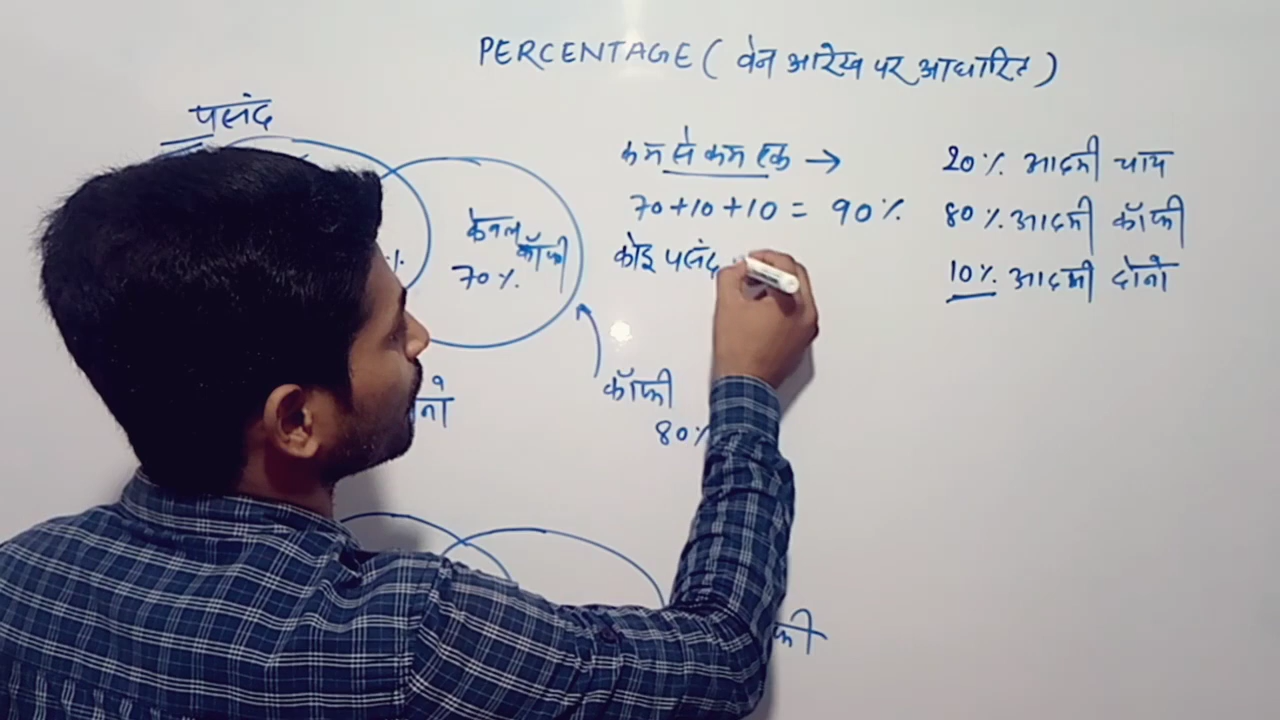 PERCENTAGE ( वेन आरेख पर आधारित )
पसंद
केवल
कॉफी
70%
%
कॉफी
80%
कम से कम एक →
70+10+10 = 90%
कोइ पसंद
20% आदमी चाय
80% आदमी कॉफी
10% आदमी दोनो